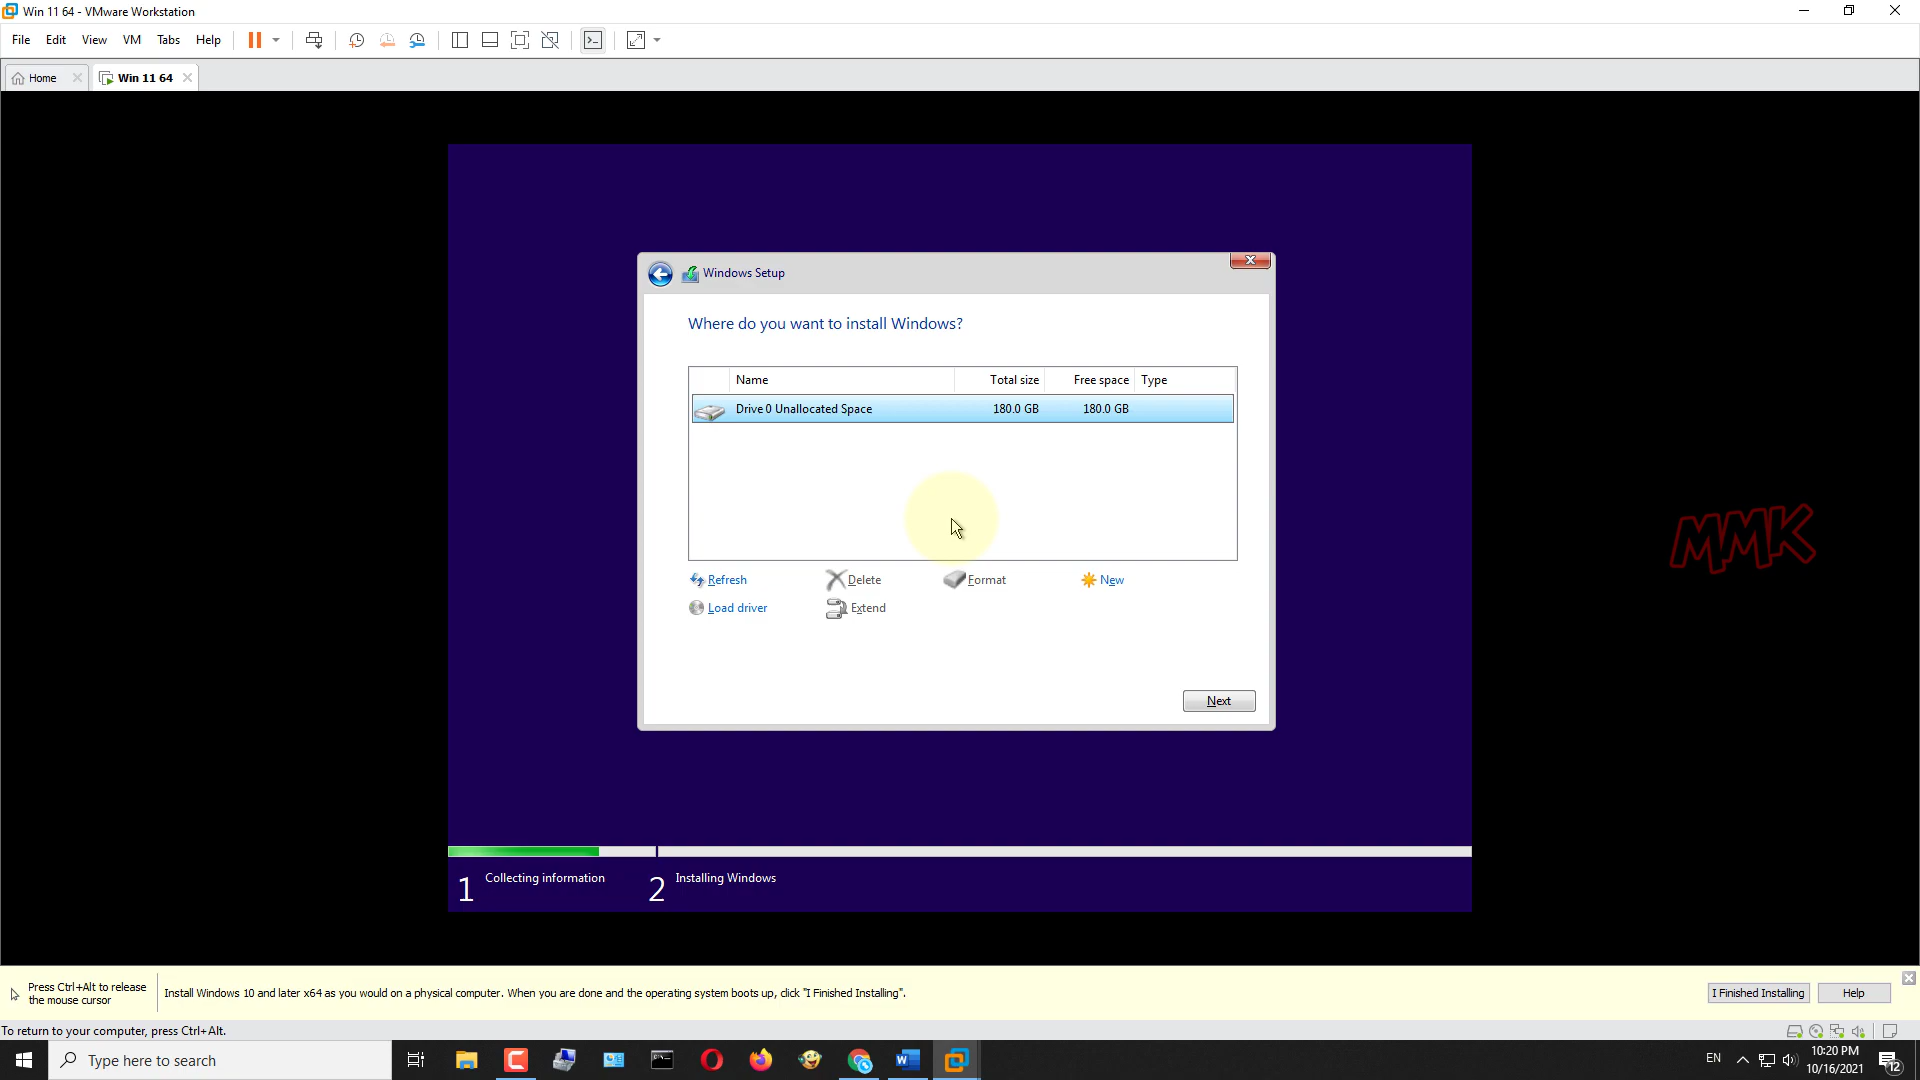 Win 11 64 - VMware Workstation
File Edit View VM Tabs Help
Home
Win 11 64
Windows Setup
Where do you want to install Windows?
Name Total size Free space Type
Drive 0 Unallocated Space 180.0 GB 180.0 GB
Refresh Delete Format New
Load driver Extend
Next
MMK
1 Collecting information 2 Installing Windows
Press Ctrl+Alt to release
the mouse cursor
Install Windows 10 and later x64 as you would on a physical computer. When you are done and the operating system boots up, click "I Finished Installing".
I Finished Installing Help
To return to your computer, press Ctrl+Alt.
Type here to search
EN
10:20 PM
10/16/2021
12